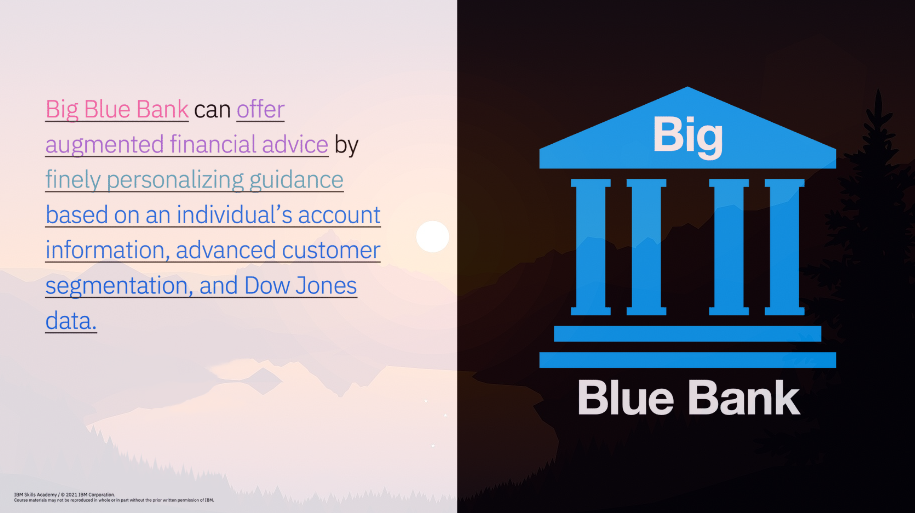 Big Blue Bank can offer
augmented financial advice by
finely personalizing guidance
based on an individual’s account
information, advanced customer
segmentation, and Dow Jones
data.
Big
Blue Bank
IBM Skills Academy / © 2021 IBM Corporation.
Course materials may not be reproduced in whole or in part without the prior written permission of IBM.